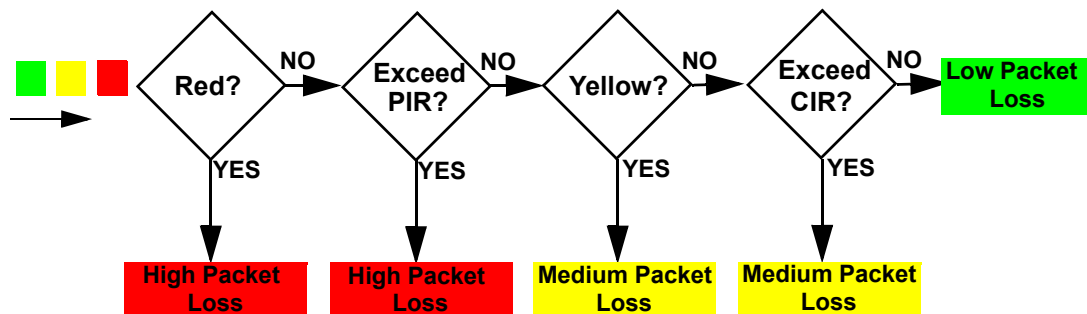 Red?
NO
Exceed
PIR?
NO
Yellow?
NO
Exceed
CIR?
NO
Low Packet
Loss
YES
YES
YES
YES
High Packet
Loss
High Packet
Loss
Medium Packet
Loss
Medium Packet
Loss